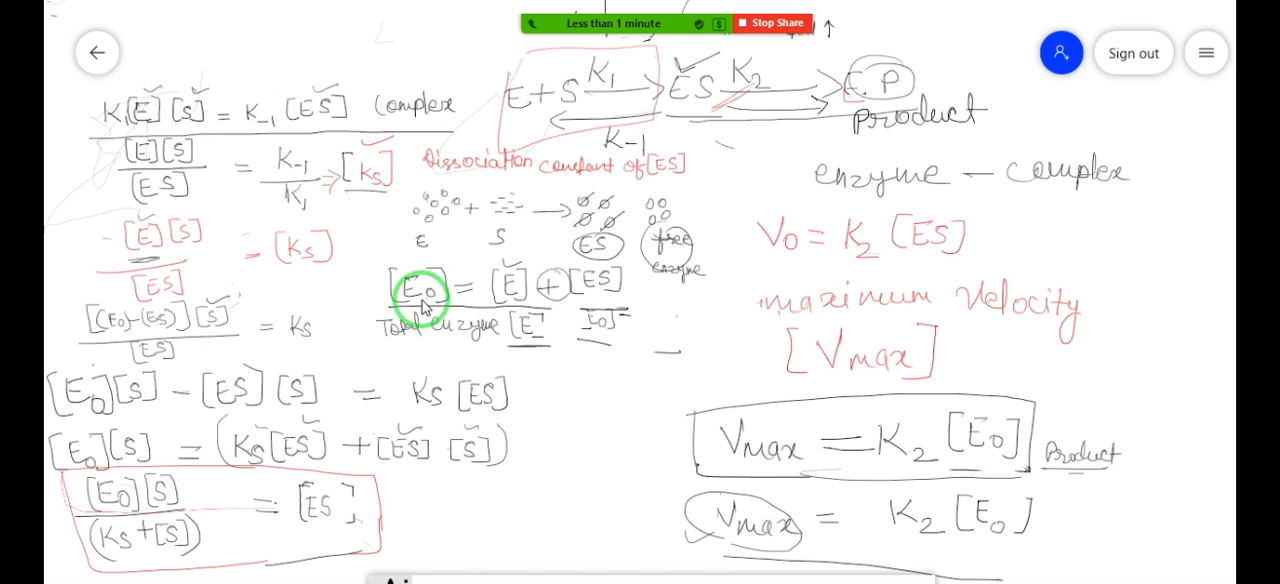 Less than 1 minute
Stop Share
Sign out
K1[E][S] = K-1 [ES] Complex
[E][S] / [ES] = K-1 / K1 → [Ks] Dissociation constant of [ES]
[E][S] / [ES] = [Ks]
[(E0)-(ES)][S] / [ES] = Ks
[E0][S] - [ES][S] = Ks [ES]
[E0][S] = (Ks[ES] + [ES][S])
[E0][S] / (Ks+[S]) = [ES]
E+S K1 ES K2 E P
K-1
Product
enzyme - complex
E S ES free enzyme
[E0] = [E] + [ES]
Total enzyme [E] [E0]
V0 = K2 [ES]
maximum velocity
[Vmax]
Vmax = K2 [E0] Product
Vmax = K2 [E0]